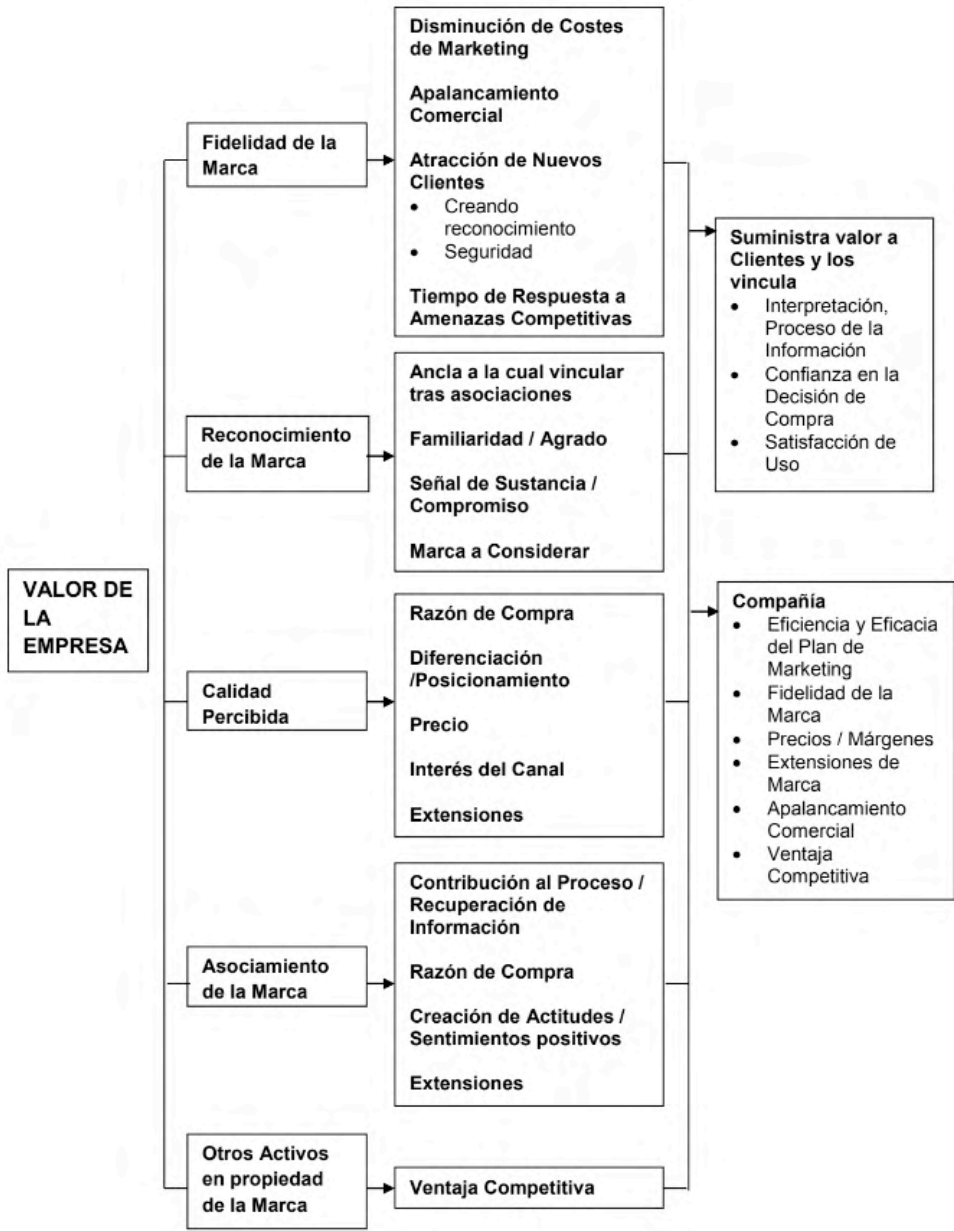 VALOR DE
LA
EMPRESA
Fidelidad de la
Marca
Disminución de Costes
de Marketing
Apalancamiento
Comercial
Atracción de Nuevos
Clientes
• Creando
reconocimiento
• Seguridad
Tiempo de Respuesta a
Amenazas Competitivas
Reconocimiento
de la Marca
Ancla a la cual vincular
tras asociaciones
Familiaridad / Agrado
Señal de Sustancia /
Compromiso
Marca a Considerar
Calidad
Percibida
Razón de Compra
Diferenciación
/Posicionamiento
Precio
Interés del Canal
Extensiones
Asociamiento
de la Marca
Contribución al Proceso /
Recuperación de
Información
Razón de Compra
Creación de Actitudes /
Sentimientos positivos
Extensiones
Otros Activos
en propiedad
de la Marca
Ventaja Competitiva
Suministra valor a
Clientes y los
vincula
• Interpretación,
Proceso de la
Información
• Confianza en la
Decisión de
Compra
• Satisfacción de
Uso
Compañía
• Eficiencia y Eficacia
del Plan de
Marketing
• Fidelidad de la
Marca
• Precios / Márgenes
• Extensiones de
Marca
• Apalancamiento
Comercial
• Ventaja
Competitiva